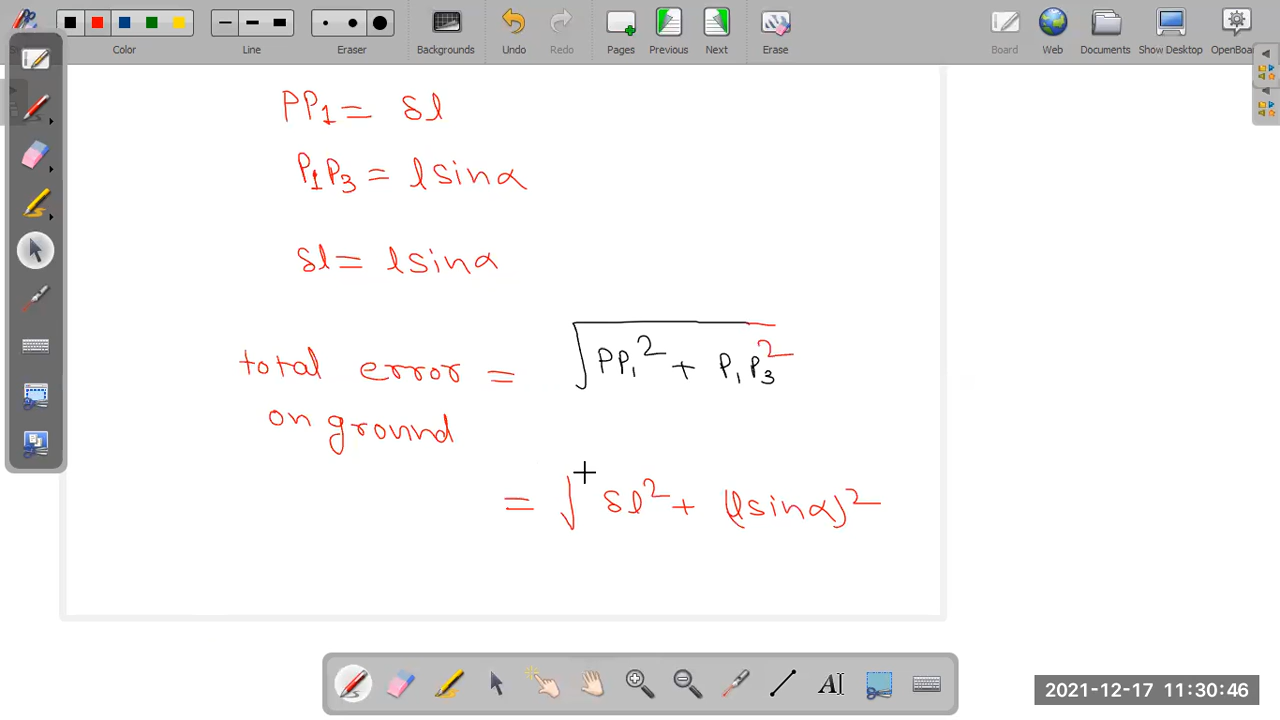 Color Line Eraser Backgrounds Undo Redo Pages Previous Next Erase Board Web Documents Show Desktop OpenBoard
PP₁ = δl
P₁P₃ = l sinα
δl = l sinα
total error = √PP₁² + P₁P₃²
on ground
= √δl² + (l sinα)²
2021-12-17 11:30:46